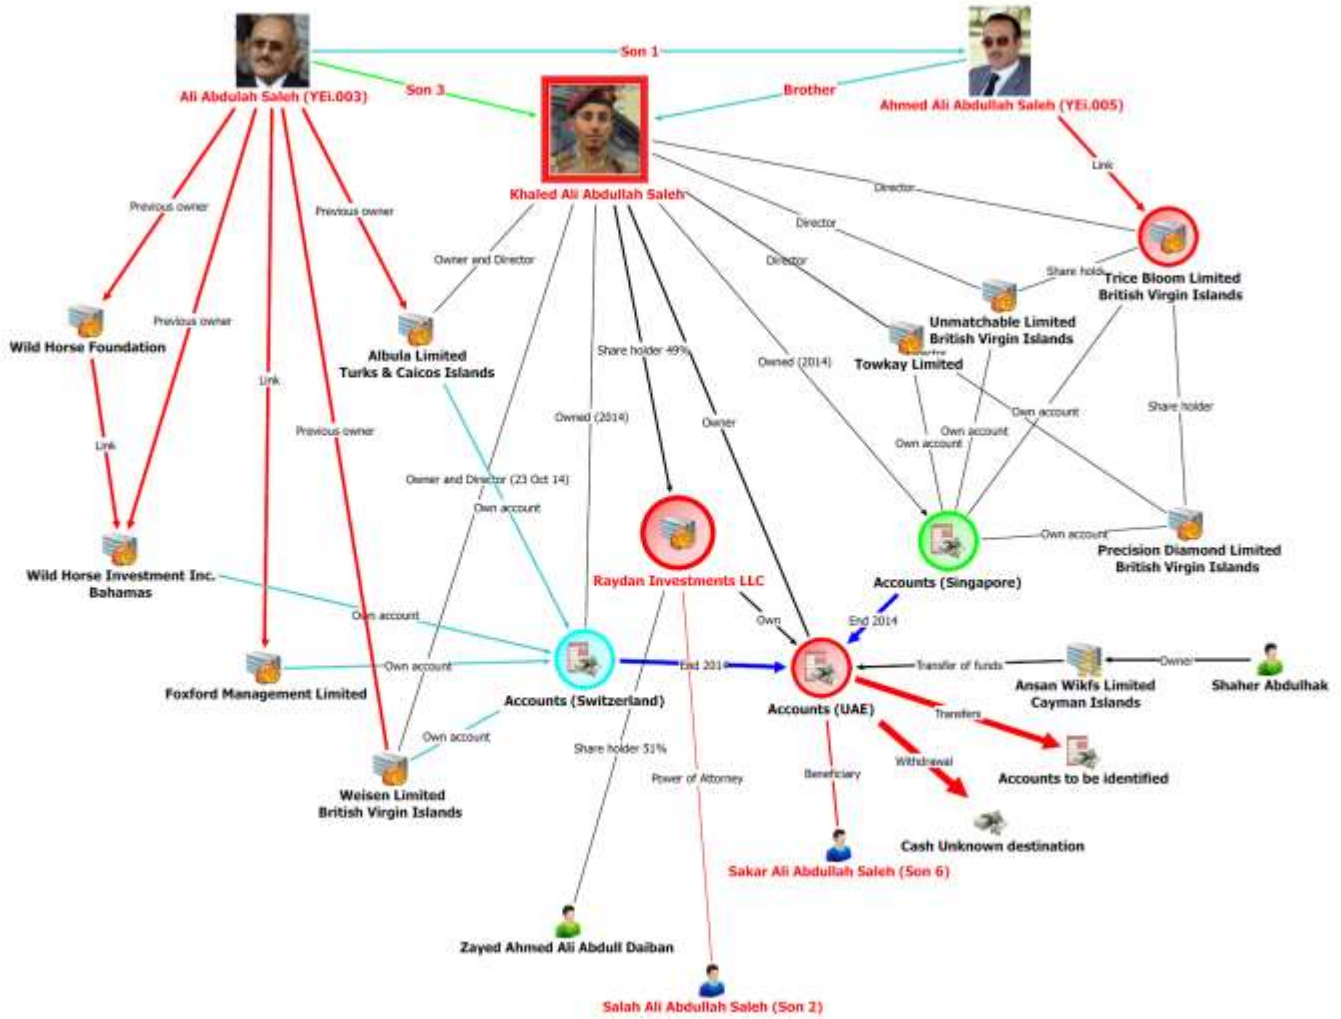 Son 1
Son 3
Brother
Ali Abdulah Saleh (YEi.003)
Ahmed Ali Abdullah Saleh (YEi.005)
Khaled Ali Abdullah Saleh
Link
Director
Previous owner
Previous owner
Director
Owner and Director
Director
Share hold
Trice Bloom Limited
British Virgin Islands
Previous owner
Wild Horse Foundation
Albula Limited
Turks & Caicos Islands
Share holder 49%
Unmatchable Limited
British Virgin Islands
Towkay Limited
Owned (2014)
Link
Share holder
Owned (2014)
Owner
Own account
Previous owner
Own account
Own account
Link
Owner and Director (23 Oct 14)
Own account
Own account
Precision Diamond Limited
British Virgin Islands
Wild Horse Investment Inc.
Bahamas
Raydan Investments LLC
Accounts (Singapore)
Own account
Own
End 2014
Own account
End 2014
Transfer of funds
Owner
Foxford Management Limited
Accounts (Switzerland)
Accounts (UAE)
Ansan Wikfs Limited
Cayman Islands
Shaher Abdulhak
Own account
Transfers
Share holder 51%
Power of Attorney
Beneficiary
Withdrawal
Accounts to be identified
Weisen Limited
British Virgin Islands
Cash Unknown destination
Sakar Ali Abdullah Saleh (Son 6)
Zayed Ahmed Ali Abdull Daiban
Salah Ali Abdullah Saleh (Son 2)